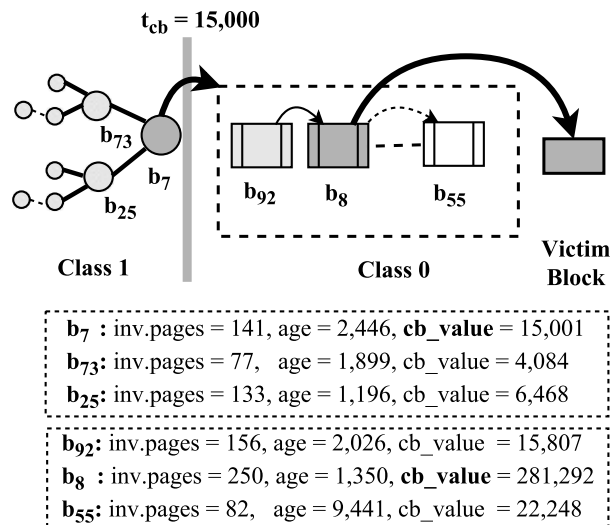 t_cb = 15,000
b_73
b_7
b_25
b_92
b_8
b_55
Class 1
Class 0
Victim
Block
b_7 : inv.pages = 141, age = 2,446, cb_value = 15,001
b_73: inv.pages = 77, age = 1,899, cb_value = 4,084
b_25: inv.pages = 133, age = 1,196, cb_value = 6,468
b_92: inv.pages = 156, age = 2,026, cb_value = 15,807
b_8 : inv.pages = 250, age = 1,350, cb_value = 281,292
b_55: inv.pages = 82, age = 9,441, cb_value = 22,248